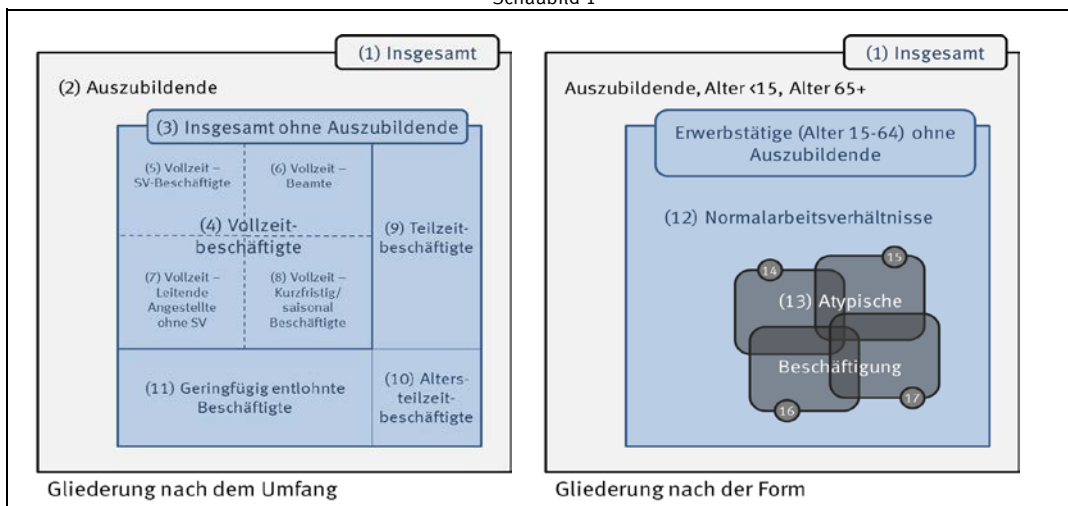 Schaubild 1
(1) Insgesamt
(2) Auszubildende
(3) Insgesamt ohne Auszubildende
(5) Vollzeit –
SV-Beschäftigte
(6) Vollzeit –
Beamte
(4) Vollzeit-
beschäftigte
(9) Teilzeit-
beschäftigte
(7) Vollzeit –
Leitende
Angestellte
ohne SV
(8) Vollzeit –
Kurzfristig/
saisonal
Beschäftigte
(11) Geringfügig entlohnte
Beschäftigte
(10) Alters-
teilzeit-
beschäftigte
Gliederung nach dem Umfang
(1) Insgesamt
Auszubildende, Alter <15, Alter 65+
Erwerbstätige (Alter 15-64) ohne
Auszubildende
(12) Normalarbeitsverhältnisse
14
15
(13) Atypische
Beschäftigung
16
17
Gliederung nach der Form